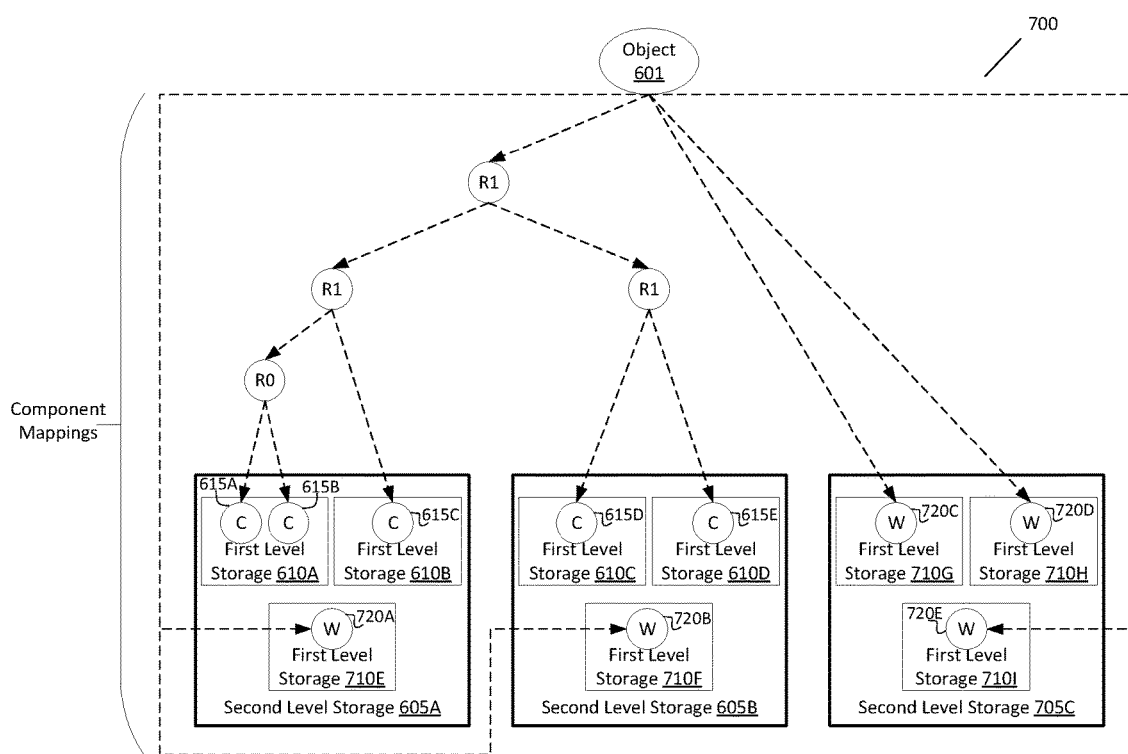 700
Object
601
R1
R1
R1
R0
Component
Mappings
615A
615B
C
C
First Level
Storage 610A
C
615C
First Level
Storage 610B
W
720A
First Level
Storage 710E
Second Level Storage 605A
C
615D
First Level
Storage 610C
C
615E
First Level
Storage 610D
W
720B
First Level
Storage 710F
Second Level Storage 605B
W
720C
First Level
Storage 710G
W
720D
First Level
Storage 710H
720E
W
First Level
Storage 710I
Second Level Storage 705C